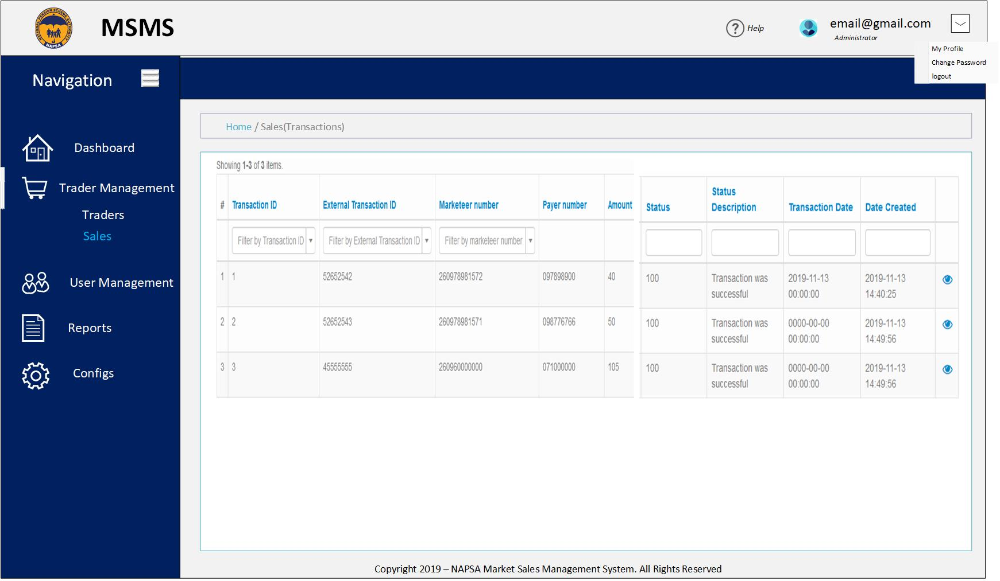 NATIONAL PENSION SCHEME AUTHORITY
NAPSA
MSMS
Help
email@gmail.com
Administrator
My Profile
Change Password
logout
Navigation
Dashboard
Trader Management
Traders
Sales
User Management
Reports
Configs
Home / Sales(Transactions)
Showing 1-3 of 3 items.
# Transaction ID External Transaction ID Marketeer number Payer number Amount Status Status Description Transaction Date Date Created
Filter by Transaction ID Filter by External Transaction ID Filter by marketeer number
1 1 52652542 260978981572 097898900 40 100 Transaction was successful 2019-11-13 00:00:00 2019-11-13 14:40:25
2 2 52652543 260978981571 098776766 50 100 Transaction was successful 0000-00-00 00:00:00 2019-11-13 14:49:56
3 3 45555555 260960000000 071000000 105 100 Transaction was successful 0000-00-00 00:00:00 2019-11-13 14:49:56
Copyright 2019 – NAPSA Market Sales Management System. All Rights Reserved